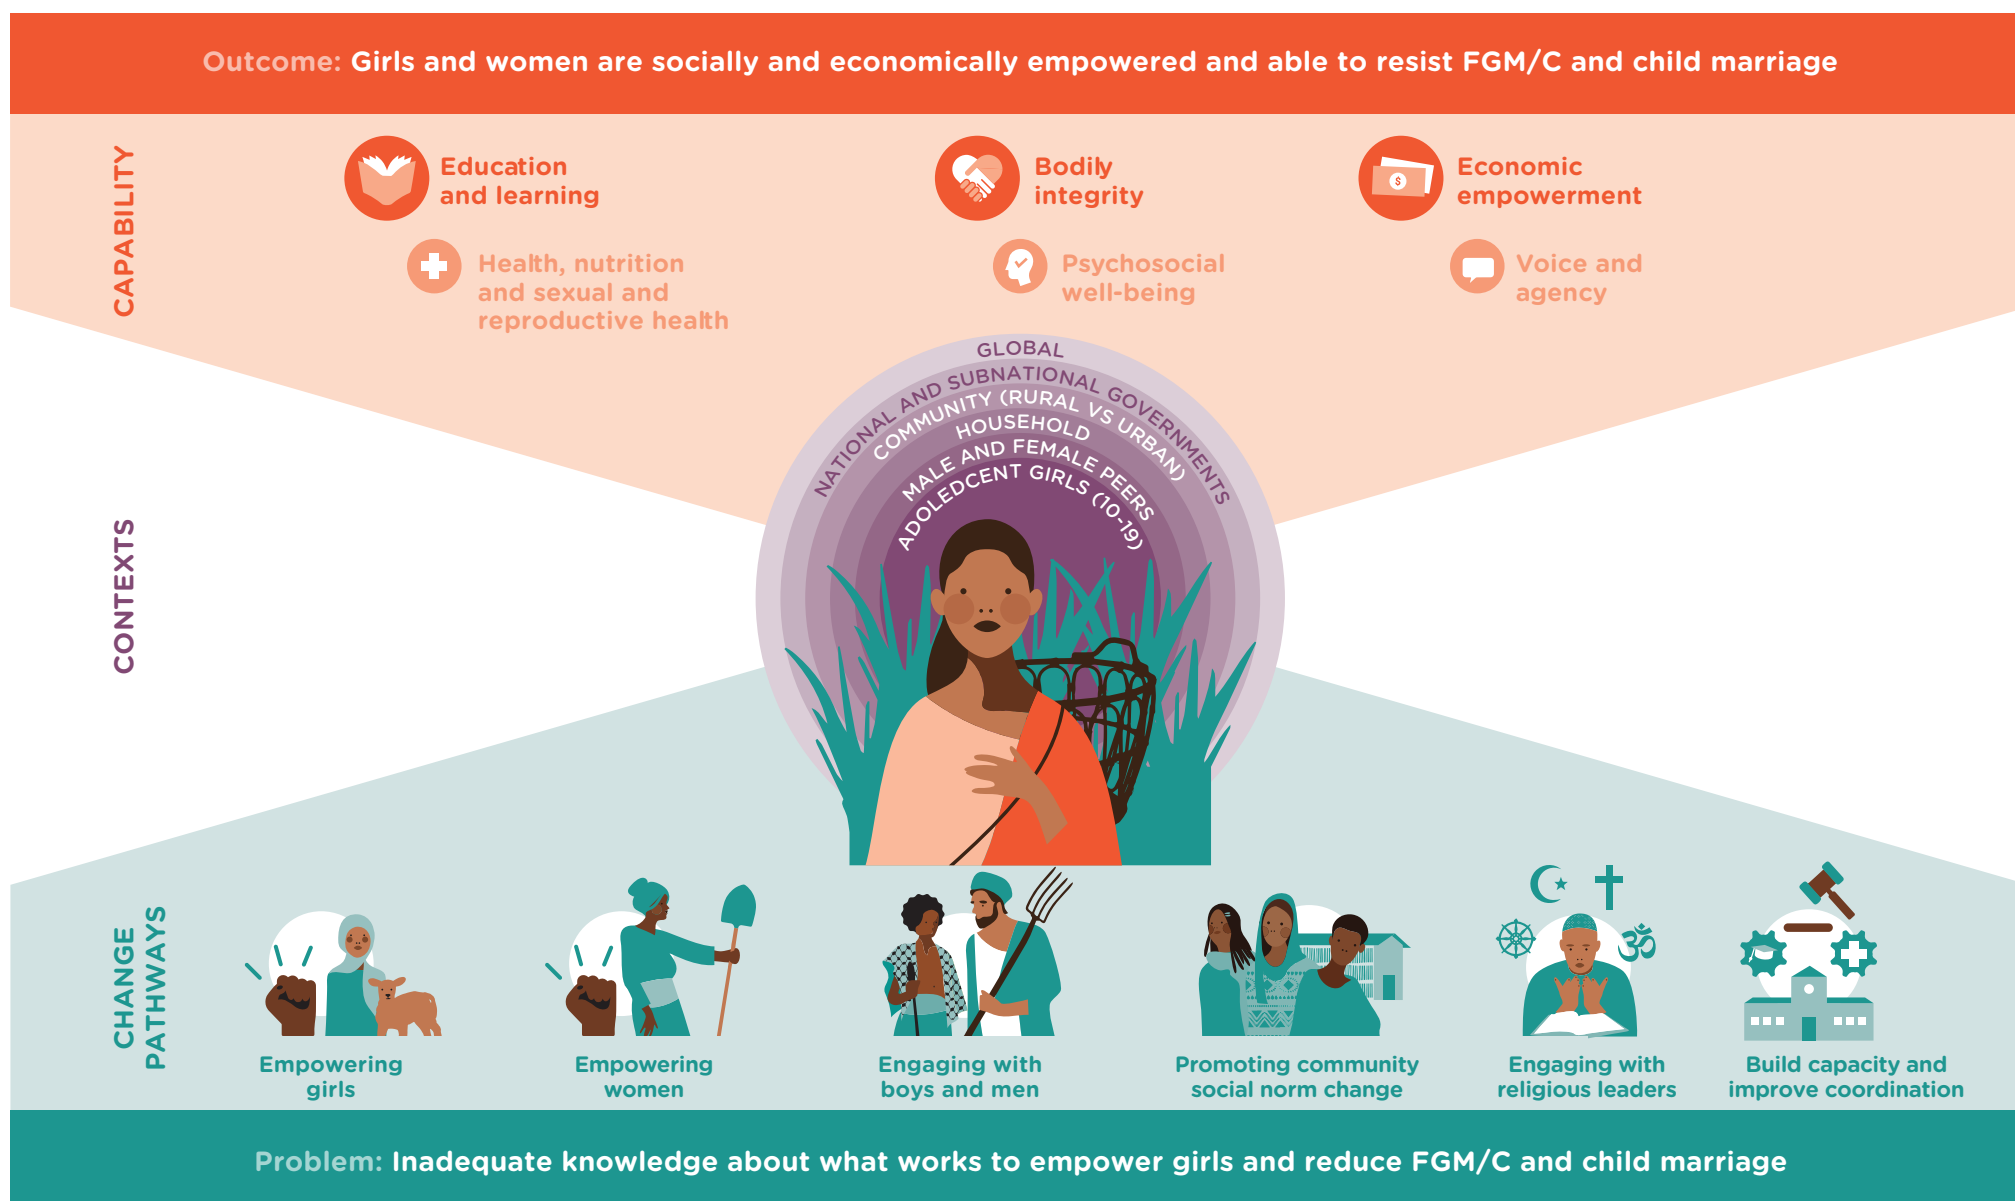 Outcome: Girls and women are socially and economically empowered and able to resist FGM/C and child marriage
CAPABILITY
Education
and learning
Bodily
integrity
Economic
empowerment
Health, nutrition
and sexual and
reproductive health
Psychosocial
well-being
Voice and
agency
CONTEXTS
GLOBAL
NATIONAL AND SUBNATIONAL GOVERNMENTS
COMMUNITY (RURAL VS URBAN)
HOUSEHOLD
MALE AND FEMALE PEERS
ADOLEDCENT GIRLS (10-19)
CHANGE
PATHWAYS
Empowering
girls
Empowering
women
Engaging with
boys and men
Promoting community
social norm change
Engaging with
religious leaders
Build capacity and
improve coordination
Problem: Inadequate knowledge about what works to empower girls and reduce FGM/C and child marriage